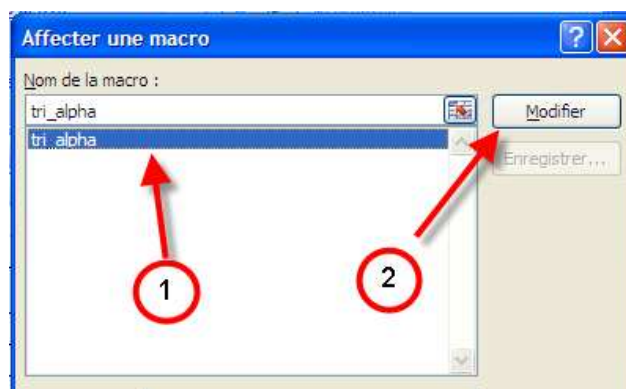 Affecter une macro
Nom de la macro :
tri_alpha
Modifier
tri_alpha
Enregistrer...
1
2